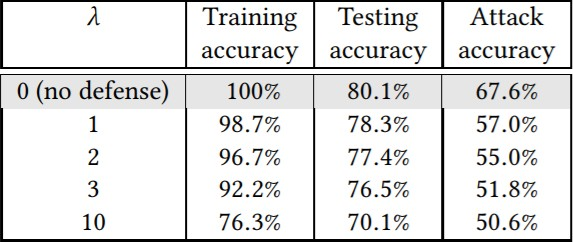 λ Training accuracy Testing accuracy Attack accuracy
0 (no defense) 100% 80.1% 67.6%
1 98.7% 78.3% 57.0%
2 96.7% 77.4% 55.0%
3 92.2% 76.5% 51.8%
10 76.3% 70.1% 50.6%